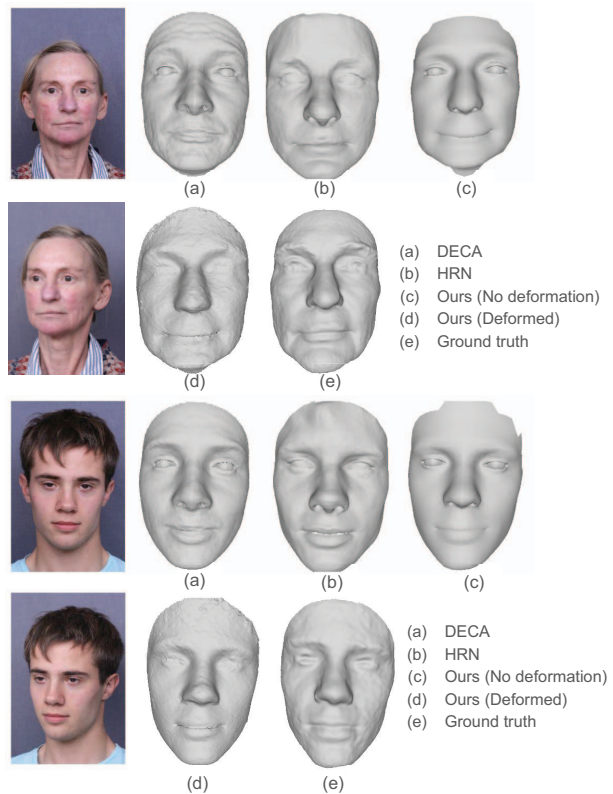 (a) (b) (c)
(a) DECA
(b) HRN
(c) Ours (No deformation)
(d) Ours (Deformed)
(e) Ground truth
(d) (e)
(a) (b) (c)
(a) DECA
(b) HRN
(c) Ours (No deformation)
(d) Ours (Deformed)
(e) Ground truth
(d) (e)